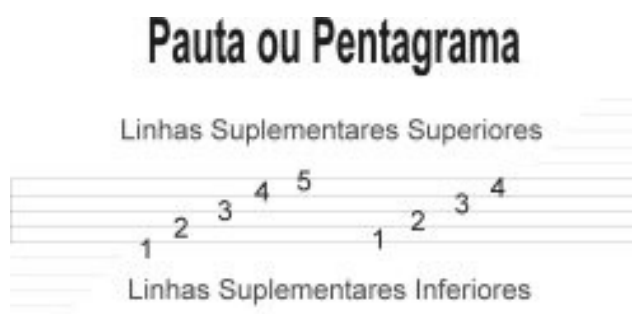 Pauta ou Pentagrama
Linhas Suplementares Superiores
1 2 3 4 5 1 2 3 4
Linhas Suplementares Inferiores